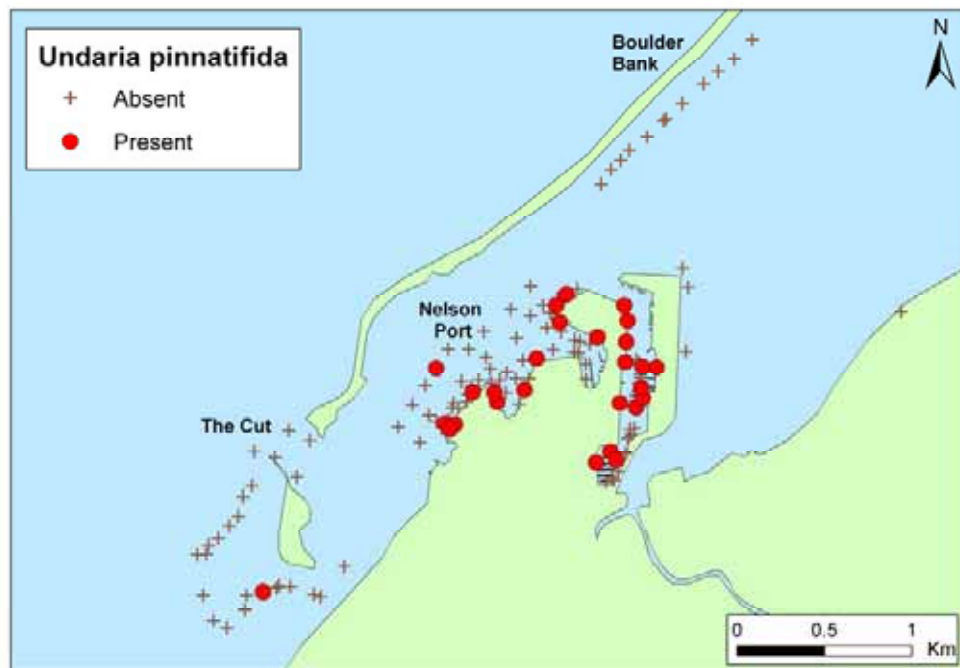 Undaria pinnatifida
Absent
Present
Boulder
Bank
N
Nelson
Port
The Cut
0 0.5 1
Km